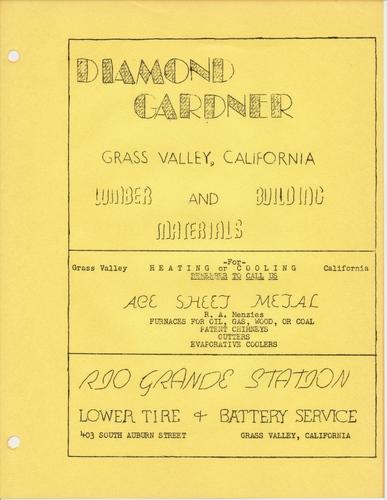 DIAMOND
GARDNER
GRASS VALLEY, CALIFORNIA
LUMBER AND BUILDING
MATERIALS
-For-
Grass Valley HEATING or COOLING California
REMEMBER TO CALL US
ACE SHEET METAL
R. A. Menzies
FURNACES FOR OIL, GAS, WOOD, OR COAL
PATENT CHIMNEYS
GUTTERS
EVAPORATIVE COOLERS
RIO GRANDE STATION
LOWER TIRE & BATTERY SERVICE
403 SOUTH AUBURN STREET GRASS VALLEY, CALIFORNIA